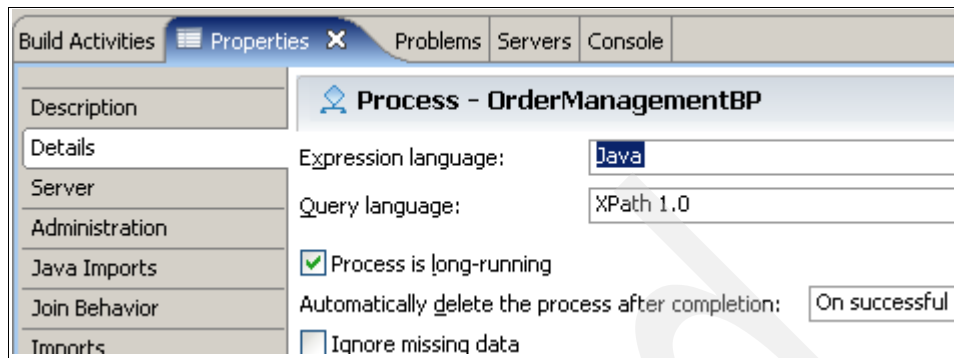 Build Activities Properties Problems Servers Console
Process - OrderManagementBP
Description
Details
Expression language: Java
Server
Query language: XPath 1.0
Administration
Java Imports
Process is long-running
Join Behavior
Automatically delete the process after completion: On successful
Imports
Ignore missing data